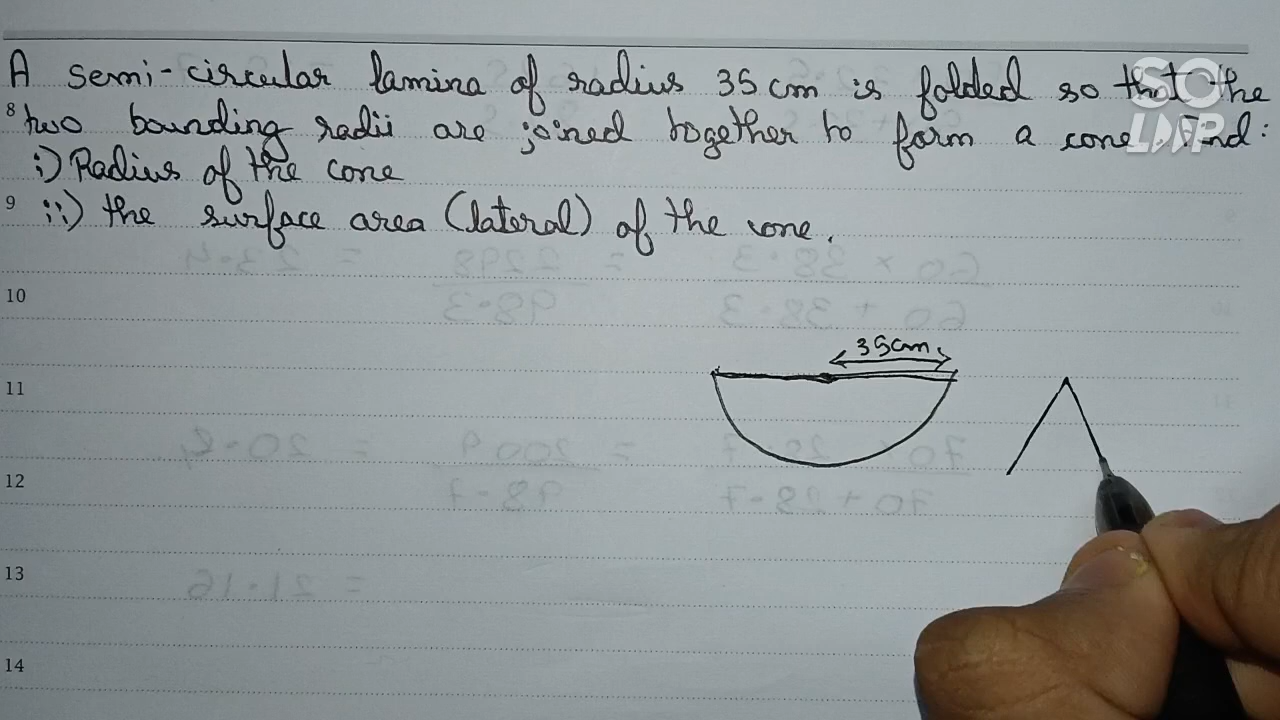 A semi-circular lamina of radius 35 cm is folded so that the
8 two bounding radii are joined together to form a cone. Find:
i) Radius of the cone
9 ii) the surface area (lateral) of the cone.
10
35cm
11
12
13
14